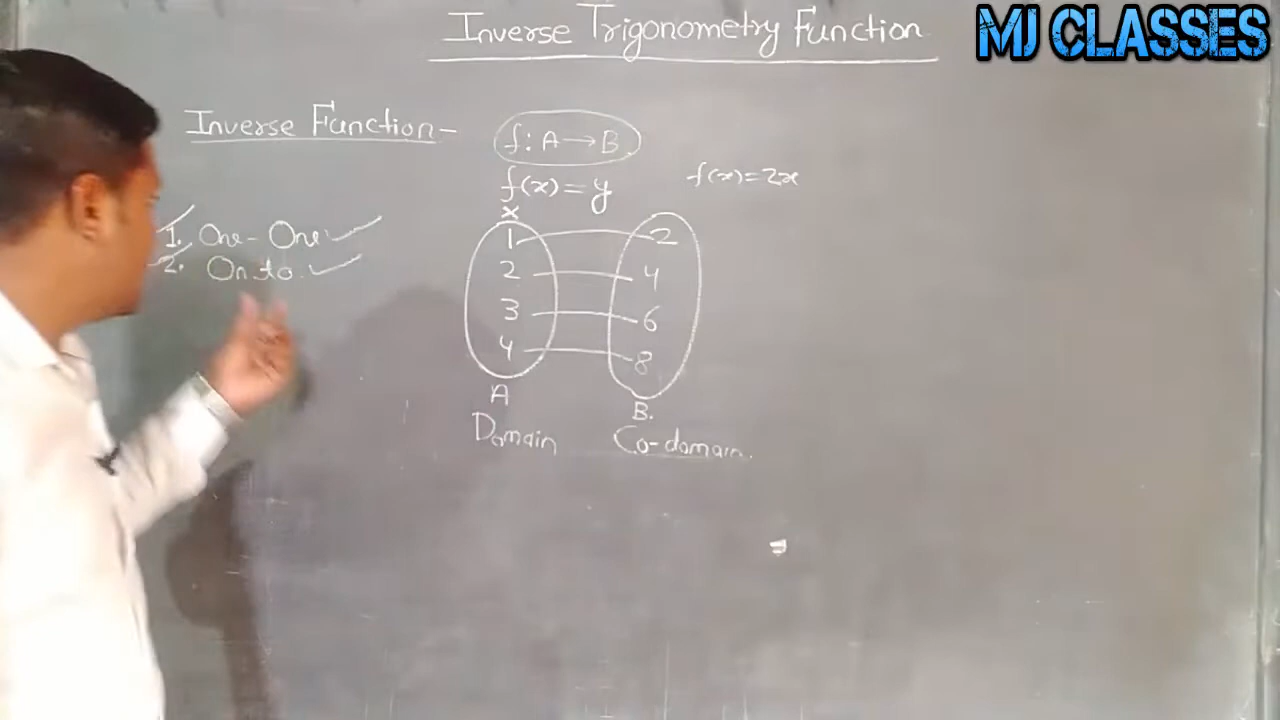 Inverse Trigonometry Function
MJ CLASSES
Inverse Function-
f: A → B
f(x) = y
f(x) = 2x
x
1. One - One ✓
2. Onto ✓
1 2
2 4
3 6
4 8
A B.
Domain Co-domain.